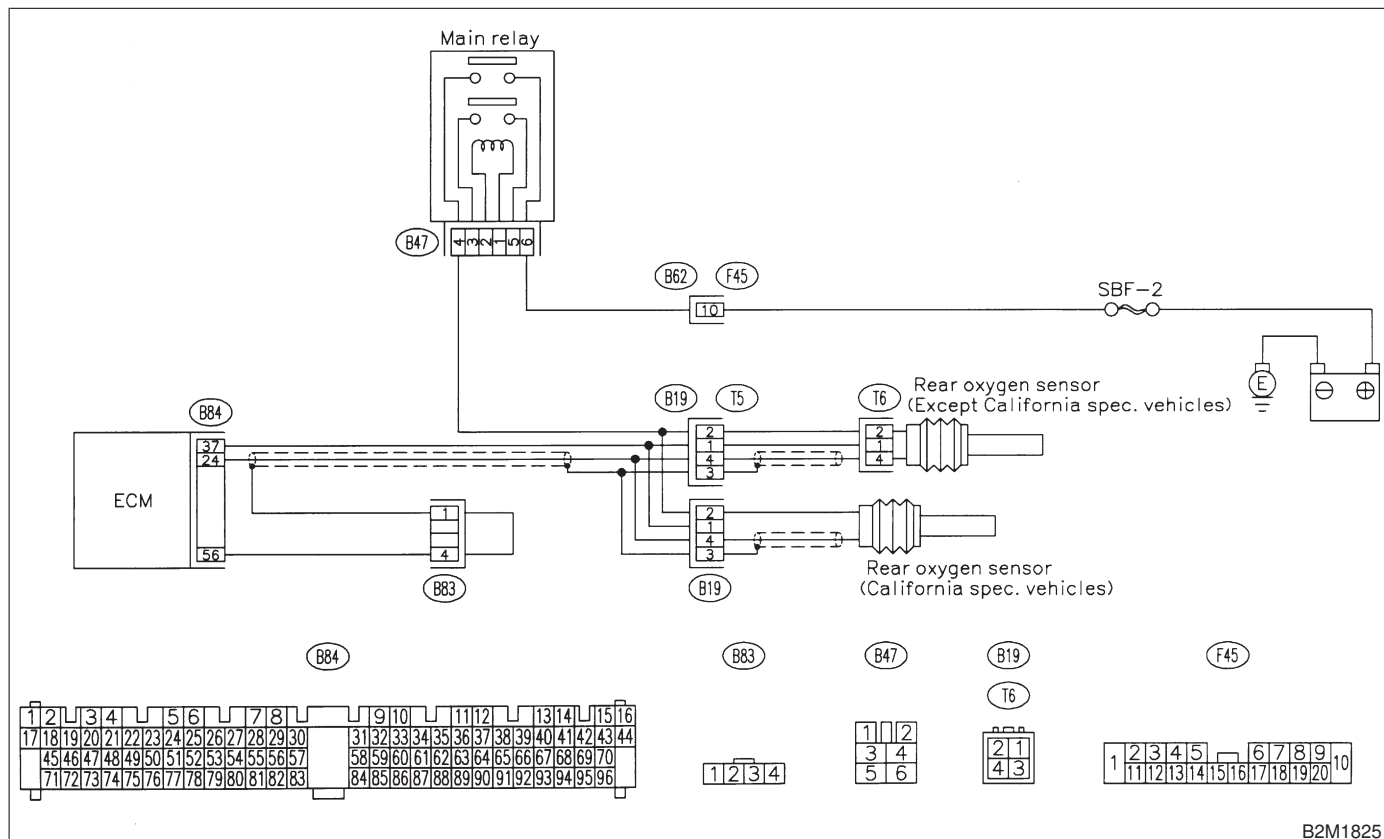 Main relay
B47
4 3 2 1 5 6
B62 F45
10
SBF-2
E
⊖ ⊕
B84
37
24
56
ECM
B19 T5 T6
2 2
1 1
4 4
3
Rear oxygen sensor
(Except California spec. vehicles)
1
4
B83
2
1
4
3
B19
Rear oxygen sensor
(California spec. vehicles)
B84
1 2 3 4 5 6 7 8 9 10 11 12 13 14 15 16
17 18 19 20 21 22 23 24 25 26 27 28 29 30 31 32 33 34 35 36 37 38 39 40 41 42 43 44
45 46 47 48 49 50 51 52 53 54 55 56 57 58 59 60 61 62 63 64 65 66 67 68 69 70
71 72 73 74 75 76 77 78 79 80 81 82 83 84 85 86 87 88 89 90 91 92 93 94 95 96
B83
1 2 3 4
B47
1 2
3 4
5 6
B19
T6
2 1
4 3
F45
1 2 3 4 5 6 7 8 9 10
11 12 13 14 15 16 17 18 19 20
B2M1825